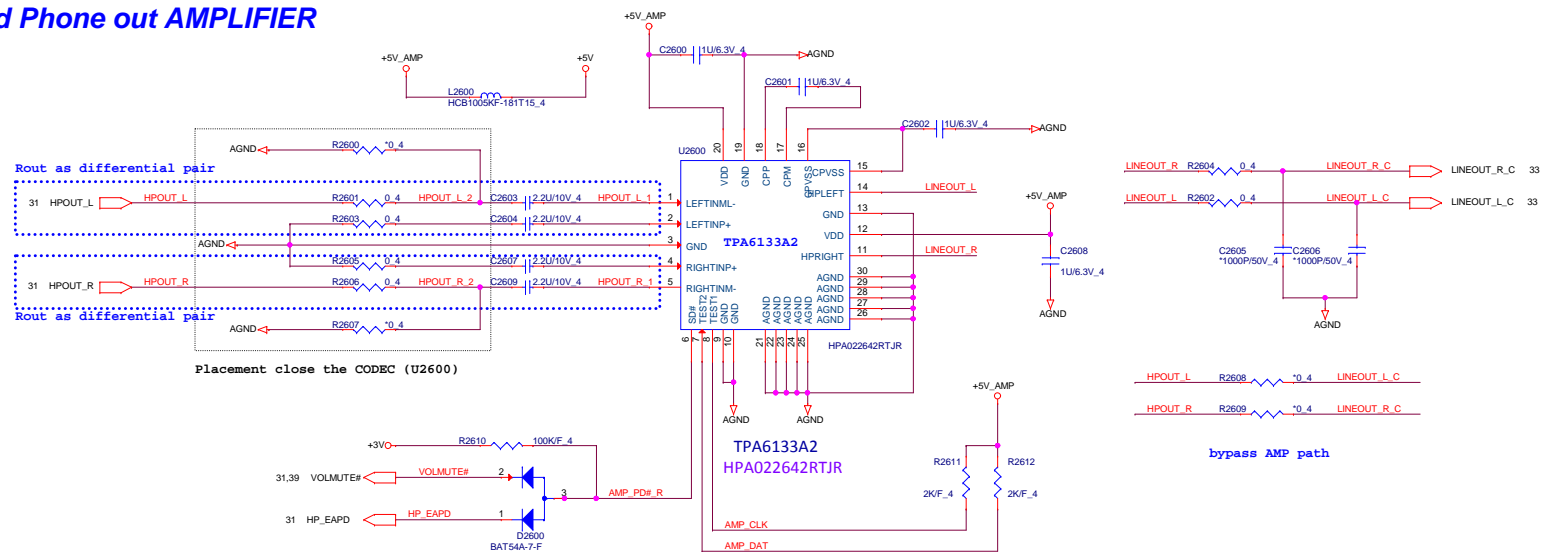 d Phone out AMPLIFIER
+5V_AMP
+5V
L2600
HCB1005KF-181T15_4
+5V_AMP
C2600
1U/6.3V_4
AGND
C2601
1U/6.3V_4
C2602
1U/6.3V_4
AGND
U2600
20
19
18
17
16
VDD
GND
CPP
CPM
CPVSS
AGND
R2600
*0_4
Rout as differential pair
31
HPOUT_L
HPOUT_L
R2601
0_4
HPOUT_L_2
C2603
2.2U/10V_4
HPOUT_L_1
1
LEFTINML-
R2603
0_4
C2604
2.2U/10V_4
2
LEFTINP+
AGND
3
GND
R2605
0_4
C2607
2.2U/10V_4
4
RIGHTINP+
31
HPOUT_R
HPOUT_R
R2606
0_4
HPOUT_R_2
C2609
2.2U/10V_4
HPOUT_R_1
5
RIGHTINM-
Rout as differential pair
AGND
R2607
*0_4
Placement close the CODEC (U2600)
TPA6133A2
CPVSS
15
HPLEFT
14
LINEOUT_L
GND
13
VDD
12
HPRIGHT
11
LINEOUT_R
AGND
30
AGND
29
AGND
28
AGND
27
AGND
26
SD#
TEST2
TEST1
GND
GND
AGND
AGND
AGND
AGND
AGND
6
7
8
9
10
21
22
23
24
25
HPA022642RTJR
AGND
AGND
TPA6133A2
HPA022642RTJR
+5V_AMP
C2608
1U/6.3V_4
AGND
LINEOUT_R
R2604
0_4
LINEOUT_R_C
LINEOUT_R_C
33
LINEOUT_L
R2602
0_4
LINEOUT_L_C
LINEOUT_L_C
33
C2605
*1000P/50V_4
C2606
*1000P/50V_4
AGND
HPOUT_L
R2608
*0_4
LINEOUT_L_C
HPOUT_R
R2609
*0_4
LINEOUT_R_C
bypass AMP path
+3V
R2610
100K/F_4
31,39
VOLMUTE#
VOLMUTE#
2
3
AMP_PD#_R
31
HP_EAPD
HP_EAPD
1
D2600
BAT54A-7-F
+5V_AMP
R2611
R2612
2K/F_4
2K/F_4
AMP_CLK
AMP_DAT